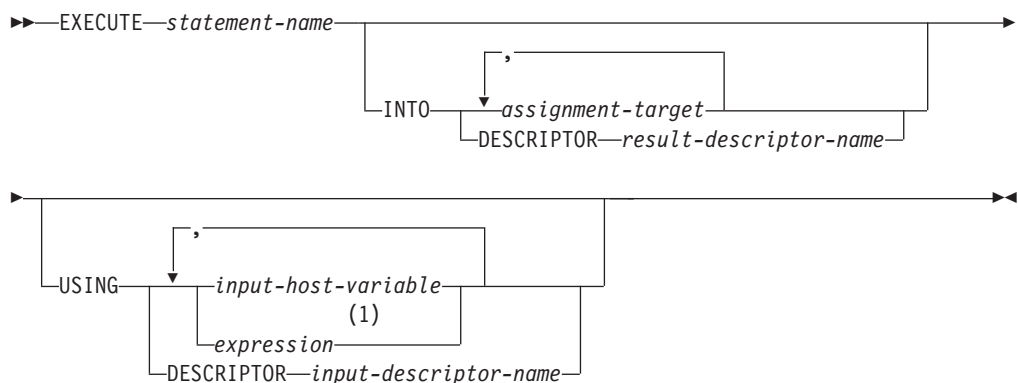 EXECUTE statement-name
,
INTO assignment-target
DESCRIPTOR result-descriptor-name
,
USING input-host-variable
(1)
expression
DESCRIPTOR input-descriptor-name